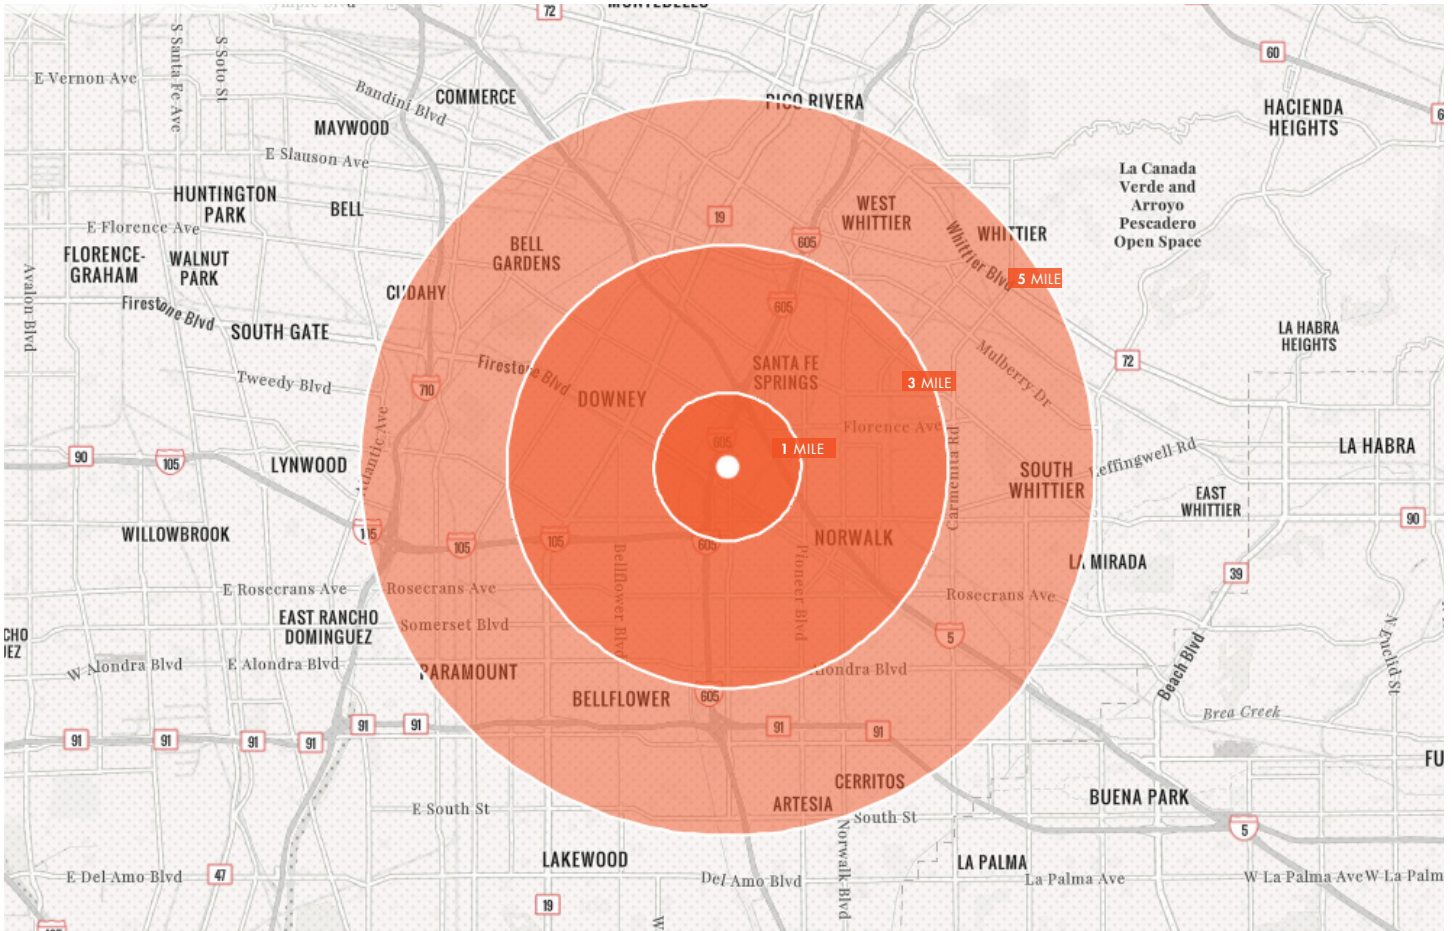 72
60
E Vernon Ave
S Santa Fe Ave
S Soto St
Bandini Blvd
COMMERCE
PICO RIVERA
HACIENDA
HEIGHTS
MAYWOOD
E Slauson Ave
La Canada
Verde and
Arroyo
Pescadero
Open Space
HUNTINGTON
PARK
BELL
19
WEST
WHITTIER
E Florence Ave
FLORENCE-
GRAHAM
WALNUT
PARK
BELL
GARDENS
605
Whittier Blvd
WHITTIER
5 MILE
CUDAHY
Avalon Blvd
Firestone Blvd
SOUTH GATE
605
LA HABRA
HEIGHTS
Tweedy Blvd
710
Firestone Blvd
DOWNEY
SANTA FE
SPRINGS
3 MILE
Mulberry Dr
72
Atlantic Ave
605
1 MILE
Florence Ave
Carmenita Rd
90
105
LYNWOOD
SOUTH
WHITTIER
Leffingwell Rd
LA HABRA
EAST
WHITTIER
90
WILLOWBROOK
105
105
105
605
NORWALK
LA MIRADA
39
E Rosecrans Ave
Rosecrans Ave
Bellflower Blvd
Pioneer Blvd
Rosecrans Ave
EAST RANCHO
DOMINGUEZ
Somerset Blvd
5
N Euclid St
W Alondra Blvd
E Alondra Blvd
PARAMOUNT
Alondra Blvd
Beach Blvd
BELLFLOWER
605
Brea Creek
91
91
91
91
91
91
91
91
CERRITOS
ARTESIA
E South St
South St
BUENA PARK
5
Norwalk Blvd
LAKEWOOD
LA PALMA
E Del Amo Blvd
47
Del Amo Blvd
La Palma Ave
W La Palma Ave
19